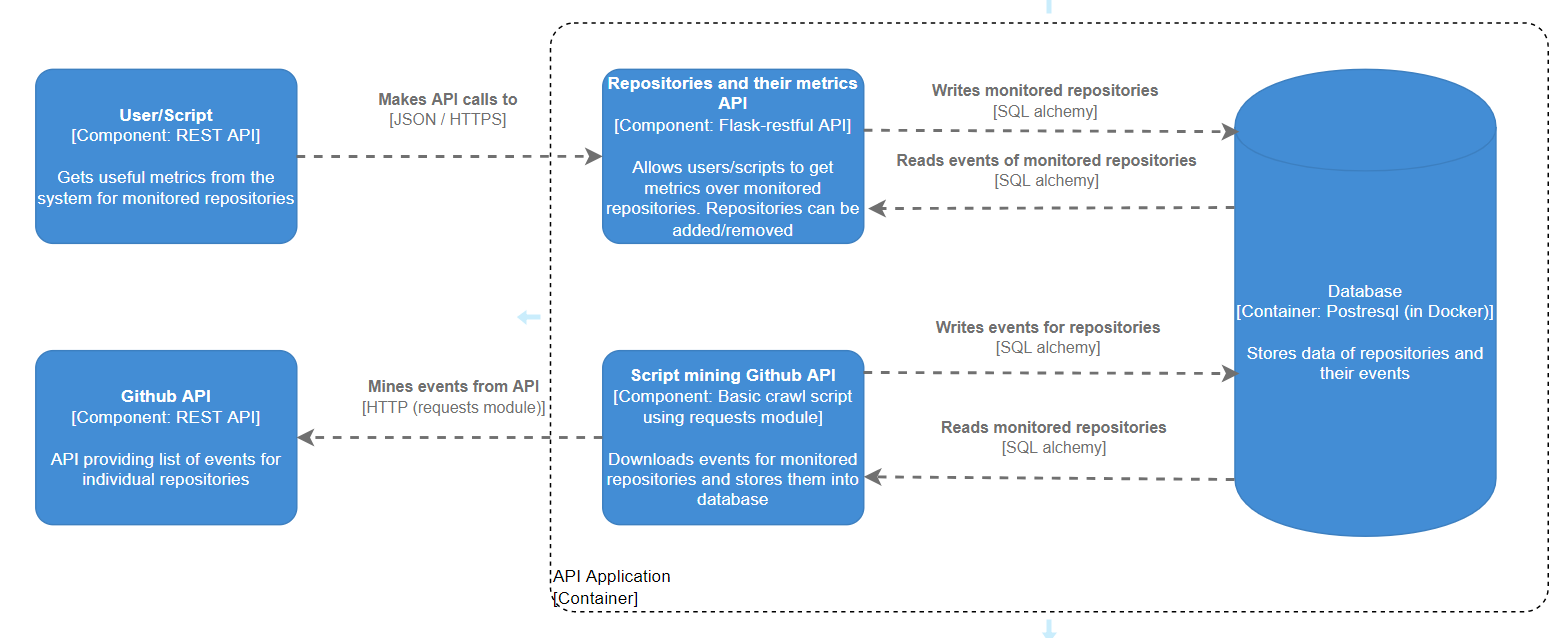 User/Script
[Component: REST API]
Gets useful metrics from the
system for monitored repositories
Makes API calls to
[JSON / HTTPS]
Repositories and their metrics
API
[Component: Flask-restful API]
Allows users/scripts to get
metrics over monitored
repositories. Repositories can be
added/removed
Writes monitored repositories
[SQL alchemy]
Reads events of monitored repositories
[SQL alchemy]
Database
[Container: Postresql (in Docker)]
Stores data of repositories and
their events
Github API
[Component: REST API]
API providing list of events for
individual repositories
Mines events from API
[HTTP (requests module)]
Script mining Github API
[Component: Basic crawl script
using requests module]
Downloads events for monitored
repositories and stores them into
database
Writes events for repositories
[SQL alchemy]
Reads monitored repositories
[SQL alchemy]
API Application
[Container]